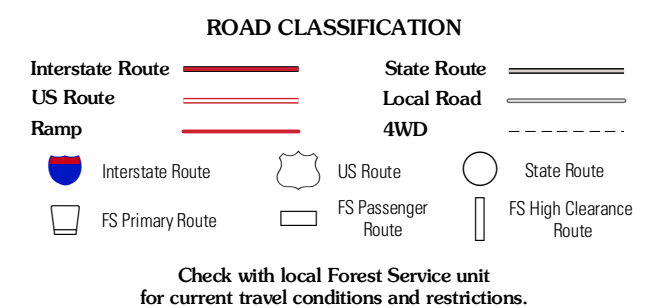 ROAD CLASSIFICATION
Interstate Route
State Route
US Route
Local Road
Ramp
4WD
Interstate Route
US Route
State Route
FS Primary Route
FS Passenger
Route
FS High Clearance
Route
Check with local Forest Service unit
for current travel conditions and restrictions.